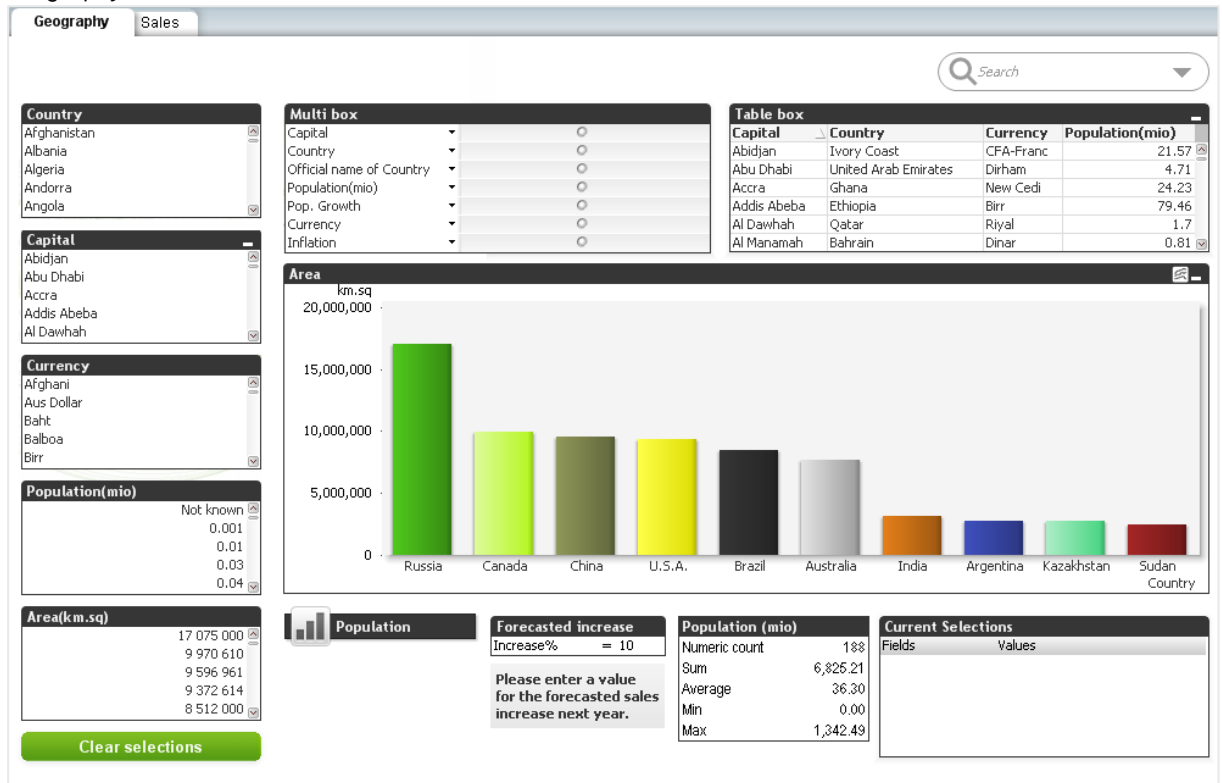 Geography Sales
Search
Country
Afghanistan
Albania
Algeria
Andorra
Angola
Capital
Abidjan
Abu Dhabi
Accra
Addis Abeba
Al Dawhah
Currency
Afghani
Aus Dollar
Baht
Balboa
Birr
Population(mio)
Not known
0.001
0.01
0.03
0.04
Area(km.sq)
17 075 000
9 970 610
9 596 961
9 372 614
8 512 000
Clear selections
Multi box
Capital
Country
Official name of Country
Population(mio)
Pop. Growth
Currency
Inflation
Table box
Capital Country Currency Population(mio)
Abidjan Ivory Coast CFA-Franc 21.57
Abu Dhabi United Arab Emirates Dirham 4.71
Accra Ghana New Cedi 24.23
Addis Abeba Ethiopia Birr 79.46
Al Dawhah Qatar Riyal 1.7
Al Manamah Bahrain Dinar 0.81
Area
km.sq
20,000,000
15,000,000
10,000,000
5,000,000
0
Russia Canada China U.S.A. Brazil Australia India Argentina Kazakhstan Sudan
Country
Population
Forecasted increase
Increase% = 10
Please enter a value
for the forecasted sales
increase next year.
Population (mio)
Numeric count 188
Sum 6,825.21
Average 36.30
Min 0.00
Max 1,342.49
Current Selections
Fields Values